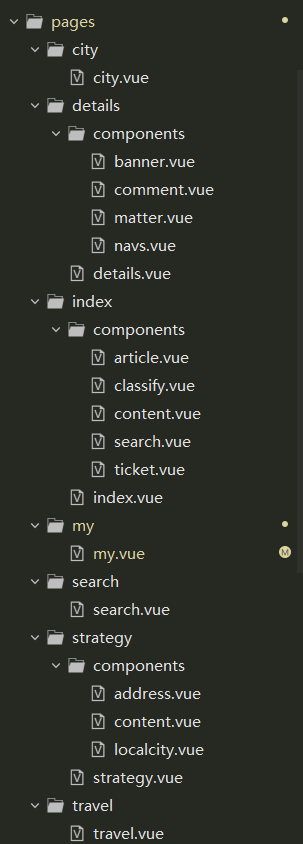 pages
city
city.vue
details
components
banner.vue
comment.vue
matter.vue
navs.vue
details.vue
index
components
article.vue
classify.vue
content.vue
search.vue
ticket.vue
index.vue
my
my.vue M
search
search.vue
strategy
components
address.vue
content.vue
localcity.vue
strategy.vue
travel
travel.vue